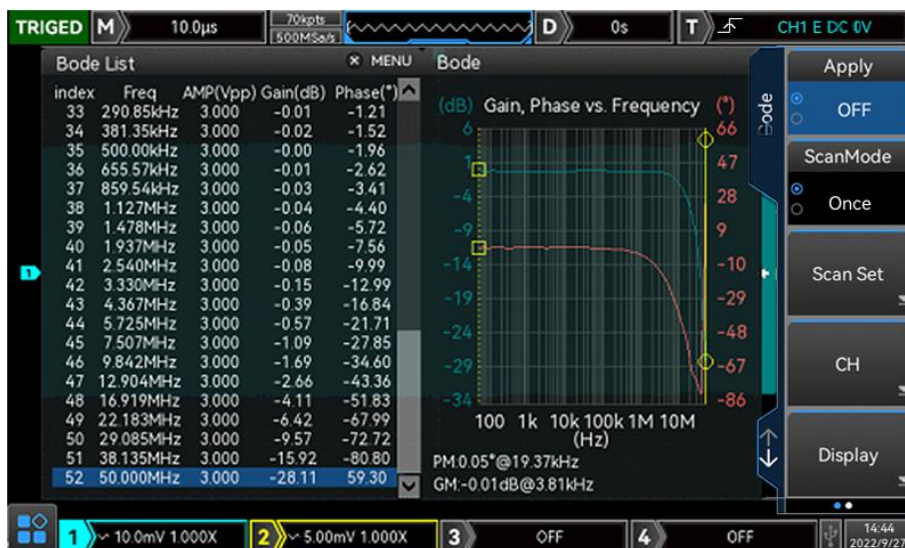 TRIGED M 10.0μs 70kpts 500MSa/s D 0s T CH1 E DC 0V
Bode List × MENU Bode
index Freq AMP(Vpp) Gain(dB) Phase(°)
33 290.85kHz 3.000 -0.01 -1.21
34 381.35kHz 3.000 -0.02 -1.52
35 500.00kHz 3.000 -0.00 -1.96
36 655.57kHz 3.000 -0.01 -2.62
37 859.54kHz 3.000 -0.03 -3.41
38 1.127MHz 3.000 -0.04 -4.40
39 1.478MHz 3.000 -0.06 -5.72
40 1.937MHz 3.000 -0.05 -7.56
41 2.540MHz 3.000 -0.08 -9.99
42 3.330MHz 3.000 -0.15 -12.99
43 4.367MHz 3.000 -0.39 -16.84
44 5.725MHz 3.000 -0.57 -21.71
45 7.507MHz 3.000 -1.09 -27.85
46 9.842MHz 3.000 -1.69 -34.60
47 12.904MHz 3.000 -2.66 -43.36
48 16.919MHz 3.000 -4.11 -51.83
49 22.183MHz 3.000 -6.42 -67.99
50 29.085MHz 3.000 -9.57 -72.72
51 38.135MHz 3.000 -15.92 -80.80
52 50.000MHz 3.000 -28.11 59.30
(dB) Gain, Phase vs. Frequency (°)
6 66
1 47
-4 28
-9 9
-14 -10
-19 -29
-24 -48
-29 -67
-34 -86
100 1k 10k 100k 1M 10M
(Hz)
PM:0.05°@19.37kHz
GM:-0.01dB@3.81kHz
Bode
Apply
OFF
ScanMode
Once
Scan Set
CH
Display
1
1 ~ 10.0mV 1.000X 2 ~ 5.00mV 1.000X 3 OFF 4 OFF 14:44
2022/9/27